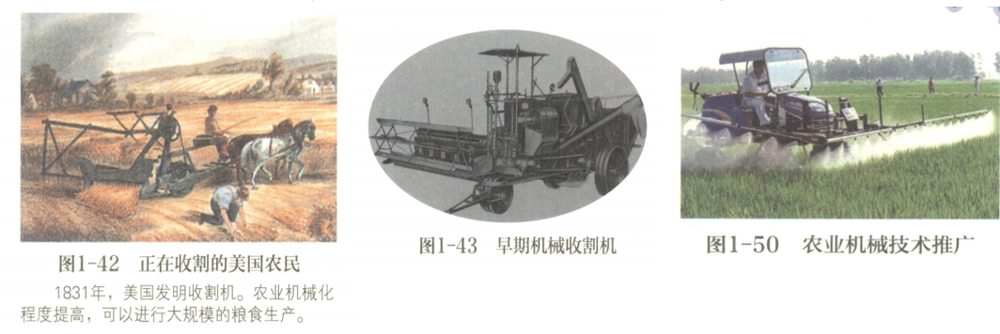 图1-42 正在收割的美国农民
1831年，美国发明收割机。农业机械化
程度提高，可以进行大规模的粮食生产。
图1-43 早期机械收割机
图1-50 农业机械技术推广